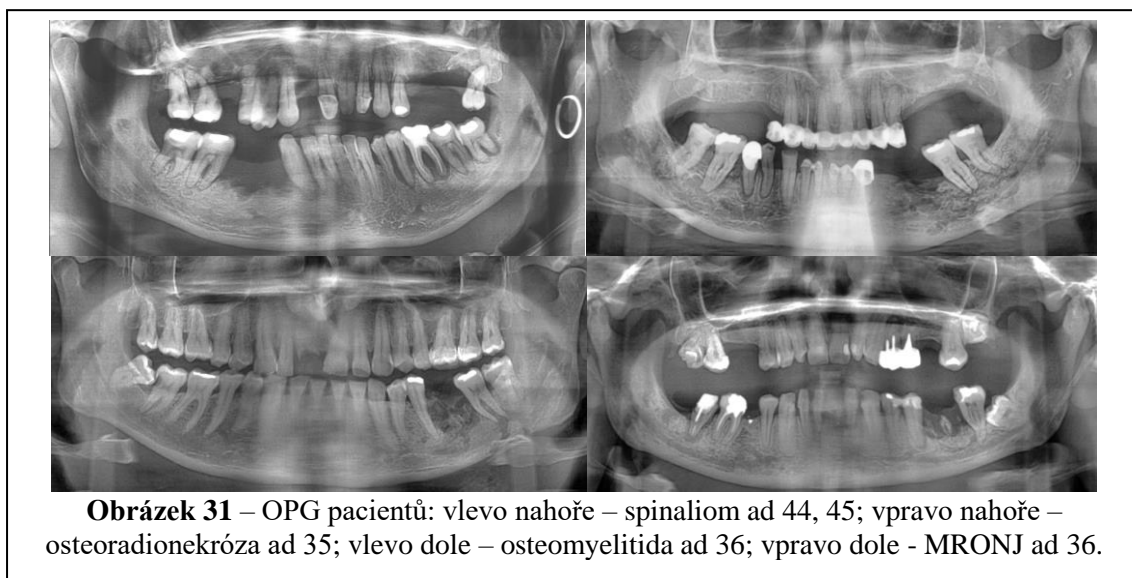 Obrázek 31 – OPG pacientů: vlevo nahoře – spinaliom ad 44, 45; vpravo nahoře –
osteoradionekróza ad 35; vlevo dole – osteomyelitida ad 36; vpravo dole - MRONJ ad 36.